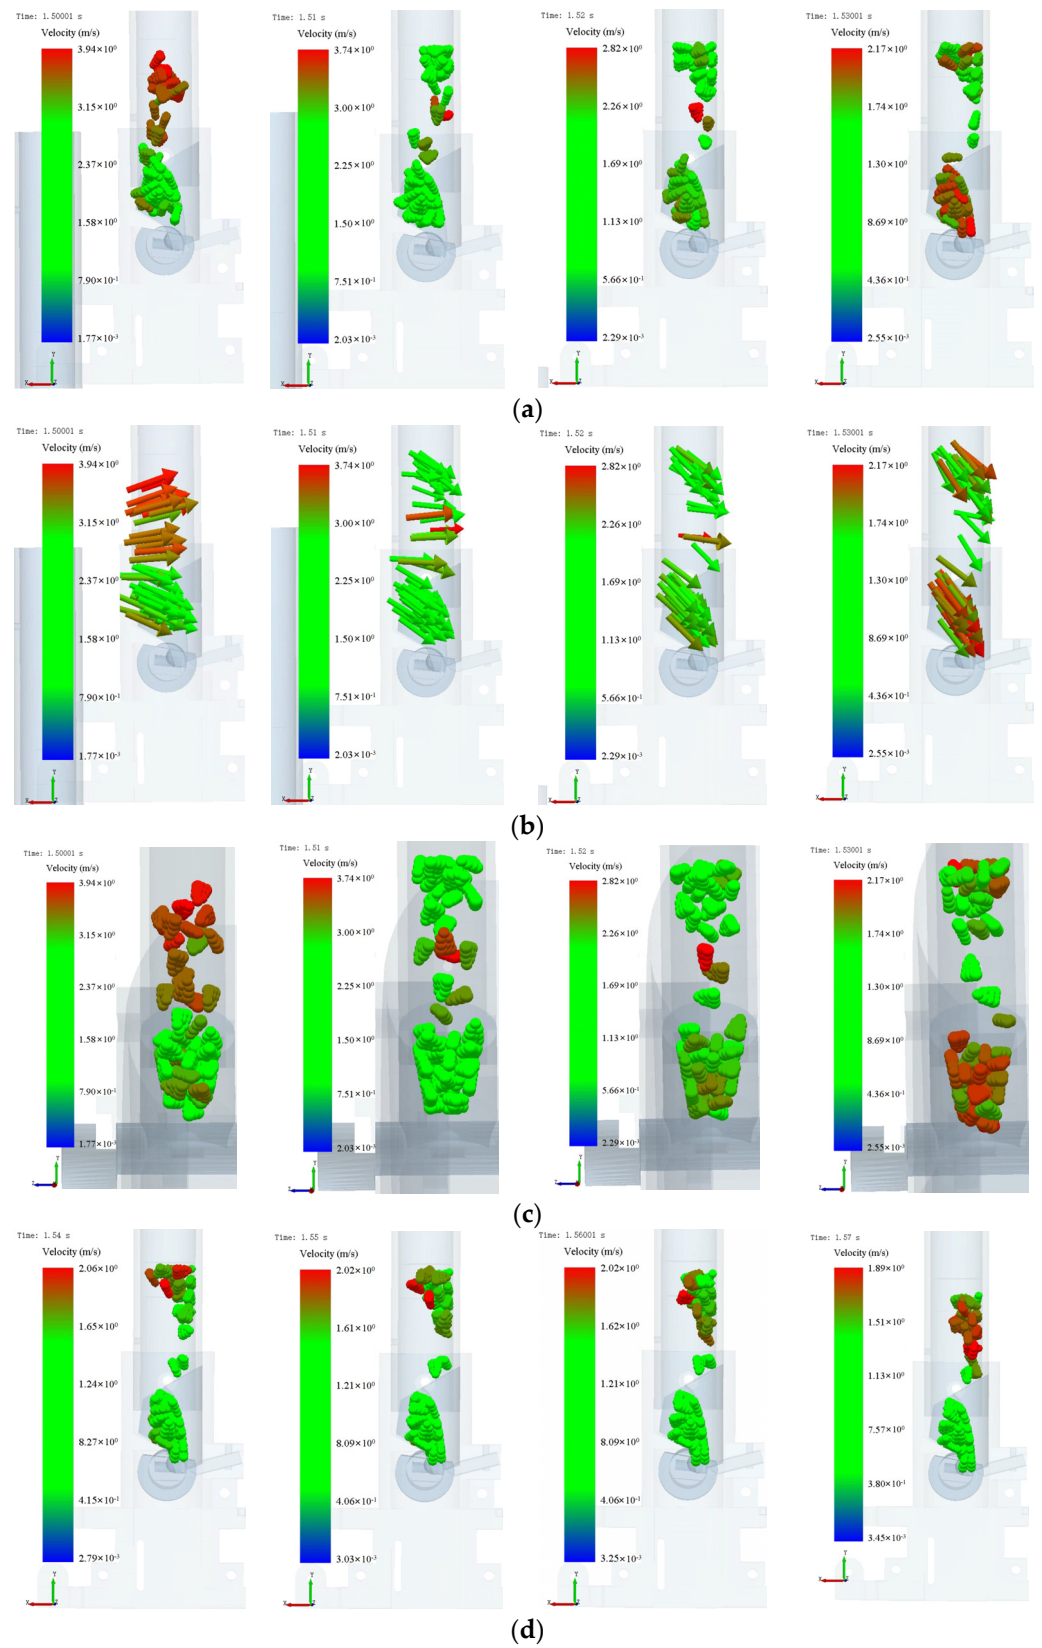 Time: 1.50001 s
Velocity (m/s)
3.94×10⁰
3.15×10⁰
2.37×10⁰
1.58×10⁰
7.90×10⁻¹
1.77×10⁻³
Y
X
Z
Time: 1.51 s
Velocity (m/s)
3.74×10⁰
3.00×10⁰
2.25×10⁰
1.50×10⁰
7.51×10⁻¹
2.03×10⁻³
Y
X
Z
Time: 1.52 s
Velocity (m/s)
2.82×10⁰
2.26×10⁰
1.69×10⁰
1.13×10⁰
5.66×10⁻¹
2.29×10⁻³
Y
X
Z
Time: 1.53001 s
Velocity (m/s)
2.17×10⁰
1.74×10⁰
1.30×10⁰
8.69×10⁰
4.36×10⁻¹
2.55×10⁻³
Y
X
Z
(a)
Time: 1.50001 s
Velocity (m/s)
3.94×10⁰
3.15×10⁰
2.37×10⁰
1.58×10⁰
7.90×10⁻¹
1.77×10⁻³
Y
X
Z
Time: 1.51 s
Velocity (m/s)
3.74×10⁰
3.00×10⁰
2.25×10⁰
1.50×10⁰
7.51×10⁻¹
2.03×10⁻³
Y
X
Z
Time: 1.52 s
Velocity (m/s)
2.82×10⁰
2.26×10⁰
1.69×10⁰
1.13×10⁰
5.66×10⁻¹
2.29×10⁻³
Y
X
Z
Time: 1.53001 s
Velocity (m/s)
2.17×10⁰
1.74×10⁰
1.30×10⁰
8.69×10⁰
4.36×10⁻¹
2.55×10⁻³
Y
X
Z
(b)
Time: 1.50001 s
Velocity (m/s)
3.94×10⁰
3.15×10⁰
2.37×10⁰
1.58×10⁰
7.90×10⁻¹
1.77×10⁻³
Y
Z
Time: 1.51 s
Velocity (m/s)
3.74×10⁰
3.00×10⁰
2.25×10⁰
1.50×10⁰
7.51×10⁻¹
2.03×10⁻³
Y
Z
Time: 1.52 s
Velocity (m/s)
2.82×10⁰
2.26×10⁰
1.69×10⁰
1.13×10⁰
5.66×10⁻¹
2.29×10⁻³
Y
Z
Time: 1.53001 s
Velocity (m/s)
2.17×10⁰
1.74×10⁰
1.30×10⁰
8.69×10⁰
4.36×10⁻¹
2.55×10⁻³
Y
Z
(c)
Time: 1.54 s
Velocity (m/s)
2.06×10⁰
1.65×10⁰
1.24×10⁰
8.27×10⁰
4.15×10⁻¹
2.79×10⁻³
Y
X
Z
Time: 1.55 s
Velocity (m/s)
2.02×10⁰
1.61×10⁰
1.21×10⁰
8.09×10⁰
4.06×10⁻¹
3.03×10⁻³
Y
X
Z
Time: 1.56001 s
Velocity (m/s)
2.02×10⁰
1.62×10⁰
1.21×10⁰
8.09×10⁰
4.06×10⁻¹
3.25×10⁻³
Y
X
Z
Time: 1.57 s
Velocity (m/s)
1.89×10⁰
1.51×10⁰
1.13×10⁰
7.57×10⁰
3.80×10⁻¹
3.45×10⁻³
Y
X
Z
(d)